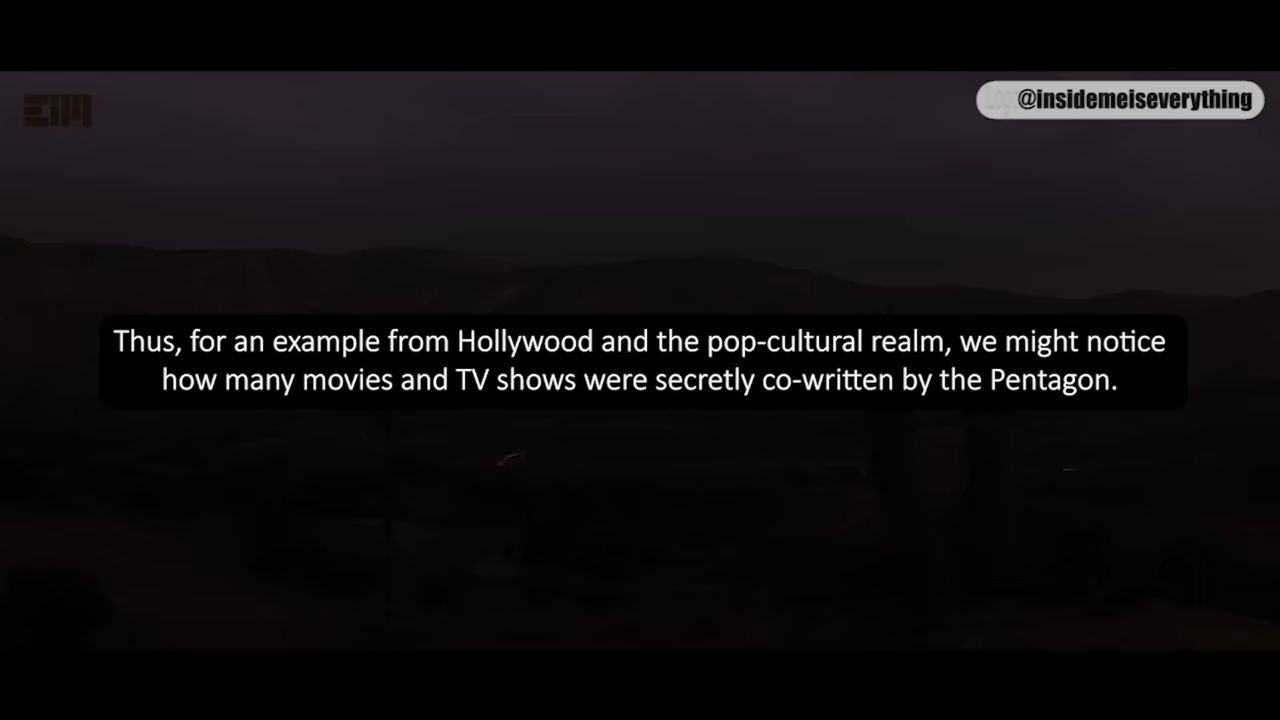 EiM
@insidemeiseverything
Thus, for an example from Hollywood and the pop-cultural realm, we might notice
how many movies and TV shows were secretly co-written by the Pentagon.